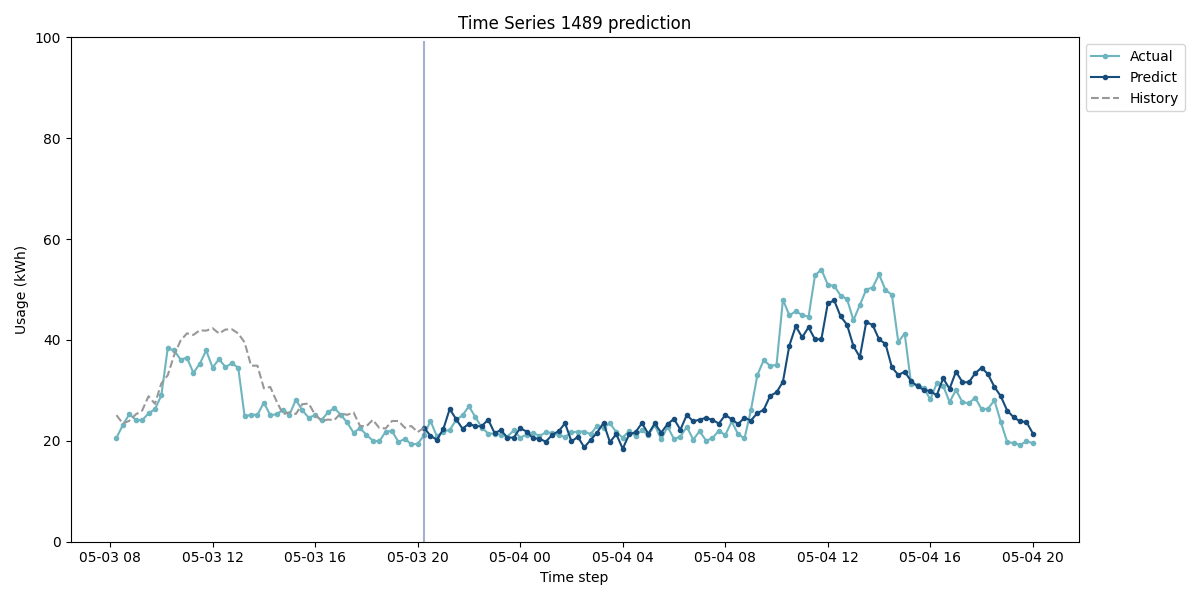 Time Series 1489 prediction
100
80
60
40
20
0
Usage (kWh)
05-03 08
05-03 12
05-03 16
05-03 20
05-04 00
05-04 04
05-04 08
05-04 12
05-04 16
05-04 20
Time step
Actual
Predict
History